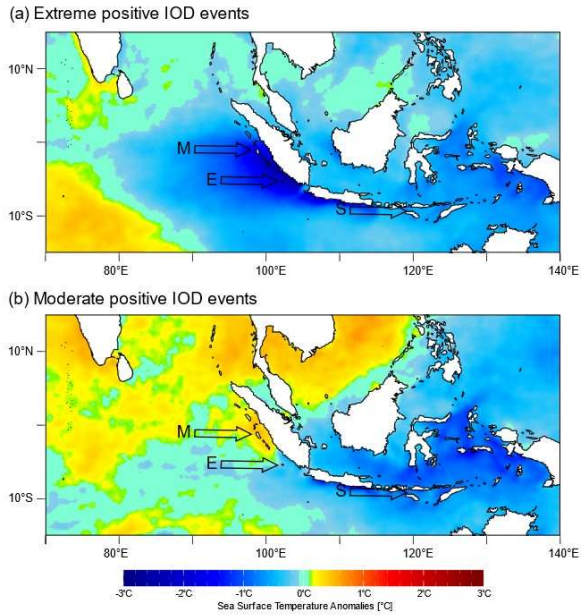 (a) Extreme positive IOD events
10°N
M
E
S
10°S
80°E 100°E 120°E 140°E
(b) Moderate positive IOD events
10°N
M
E
S
10°S
80°E 100°E 120°E 140°E
-3°C -2°C -1°C 0°C 1°C 2°C 3°C
Sea Surface Temperature Anomalies [°C]